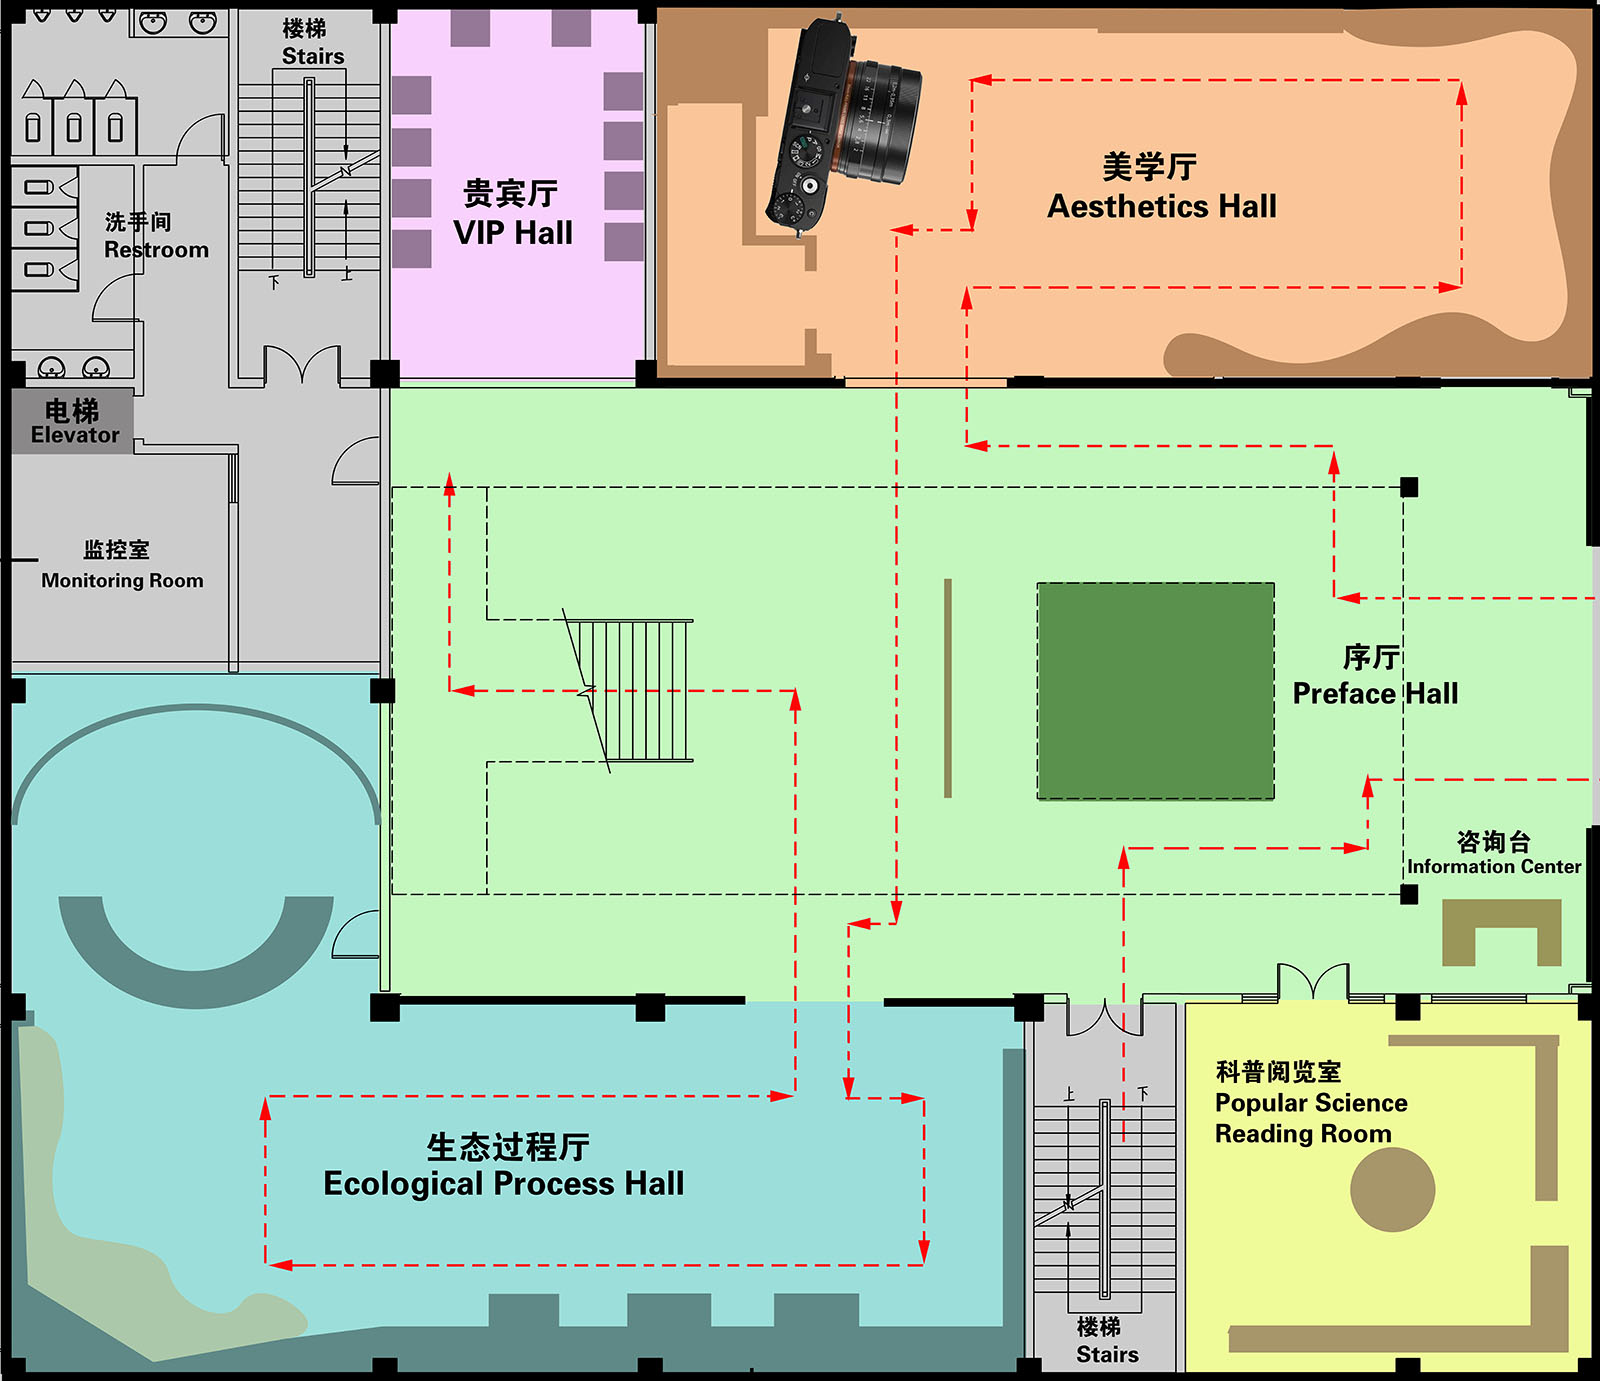 楼梯
Stairs
贵宾厅
VIP Hall
美学厅
Aesthetics Hall
洗手间
Restroom
下
上
电梯
Elevator
监控室
Monitoring Room
序厅
Preface Hall
咨询台
Information Center
科普阅览室
Popular Science
Reading Room
上
下
生态过程厅
Ecological Process Hall
楼梯
Stairs